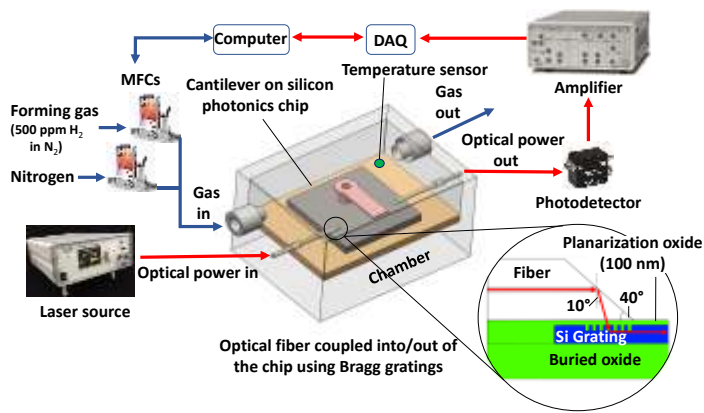 Computer
DAQ
MFCs
Temperature sensor
Amplifier
Cantilever on silicon
photonics chip
Gas
out
Forming gas
(500 ppm H₂
in N₂)
Optical power
out
Nitrogen
Gas
in
Photodetector
Optical power in
Chamber
Laser source
Planarization oxide
(100 nm)
Fiber
10°
40°
Si Grating
Buried oxide
Optical fiber coupled into/out of
the chip using Bragg gratings